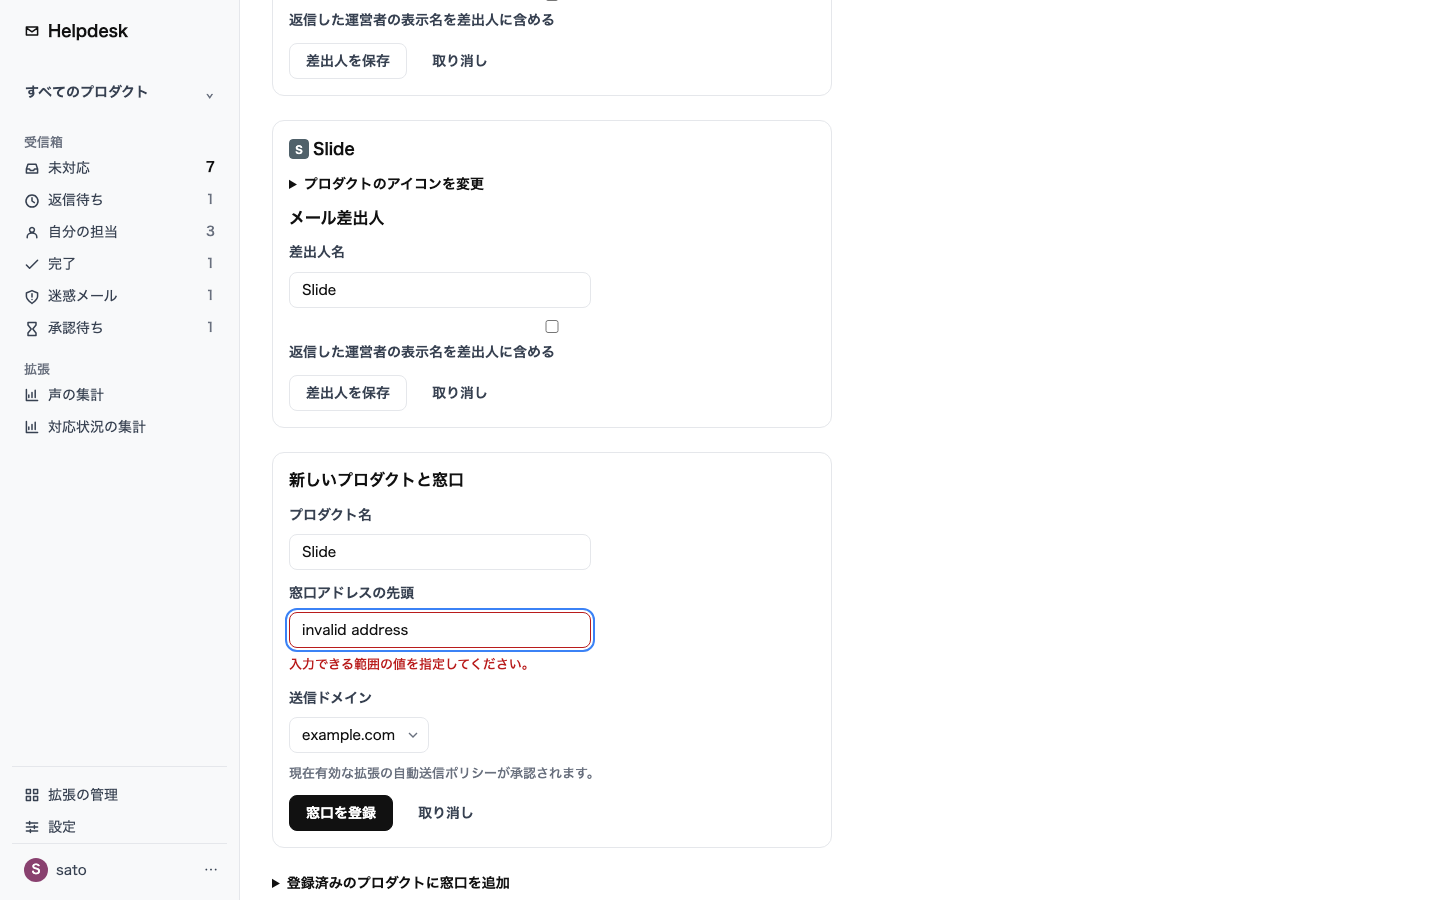 Helpdesk
すべてのプロダクト
受信箱
未対応 7
返信待ち 1
自分の担当 3
完了 1
迷惑メール 1
承認待ち 1
拡張
声の集計
対応状況の集計
拡張の管理
設定
S sato ...
返信した運営者の表示名を差出人に含める
差出人を保存 取り消し
S Slide
プロダクトのアイコンを変更
メール差出人
差出人名
Slide
返信した運営者の表示名を差出人に含める
差出人を保存 取り消し
新しいプロダクトと窓口
プロダクト名
Slide
窓口アドレスの先頭
invalid address
入力できる範囲の値を指定してください。
送信ドメイン
example.com
現在有効な拡張の自動送信ポリシーが承認されます。
窓口を登録 取り消し
登録済みのプロダクトに窓口を追加